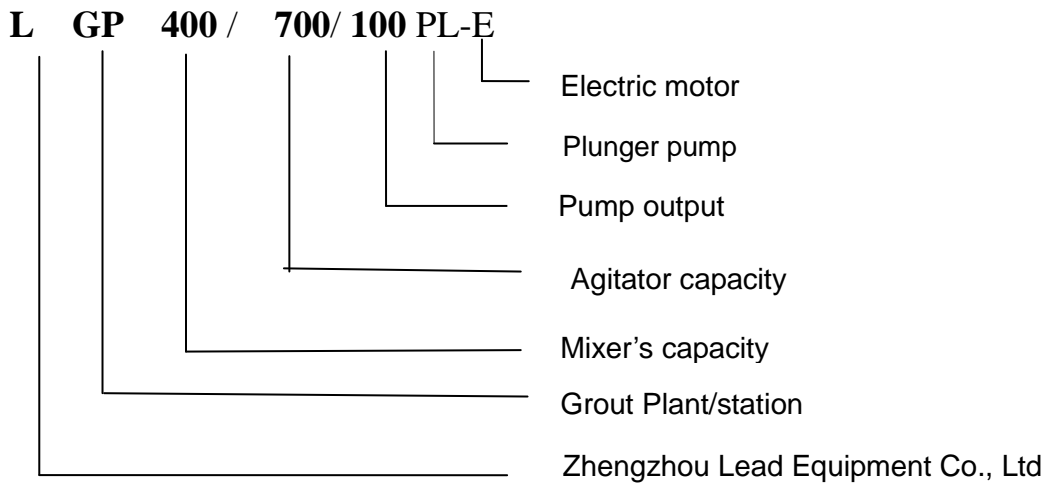 L GP 400 / 700/ 100 PL-E
Electric motor
Plunger pump
Pump output
Agitator capacity
Mixer's capacity
Grout Plant/station
Zhengzhou Lead Equipment Co., Ltd